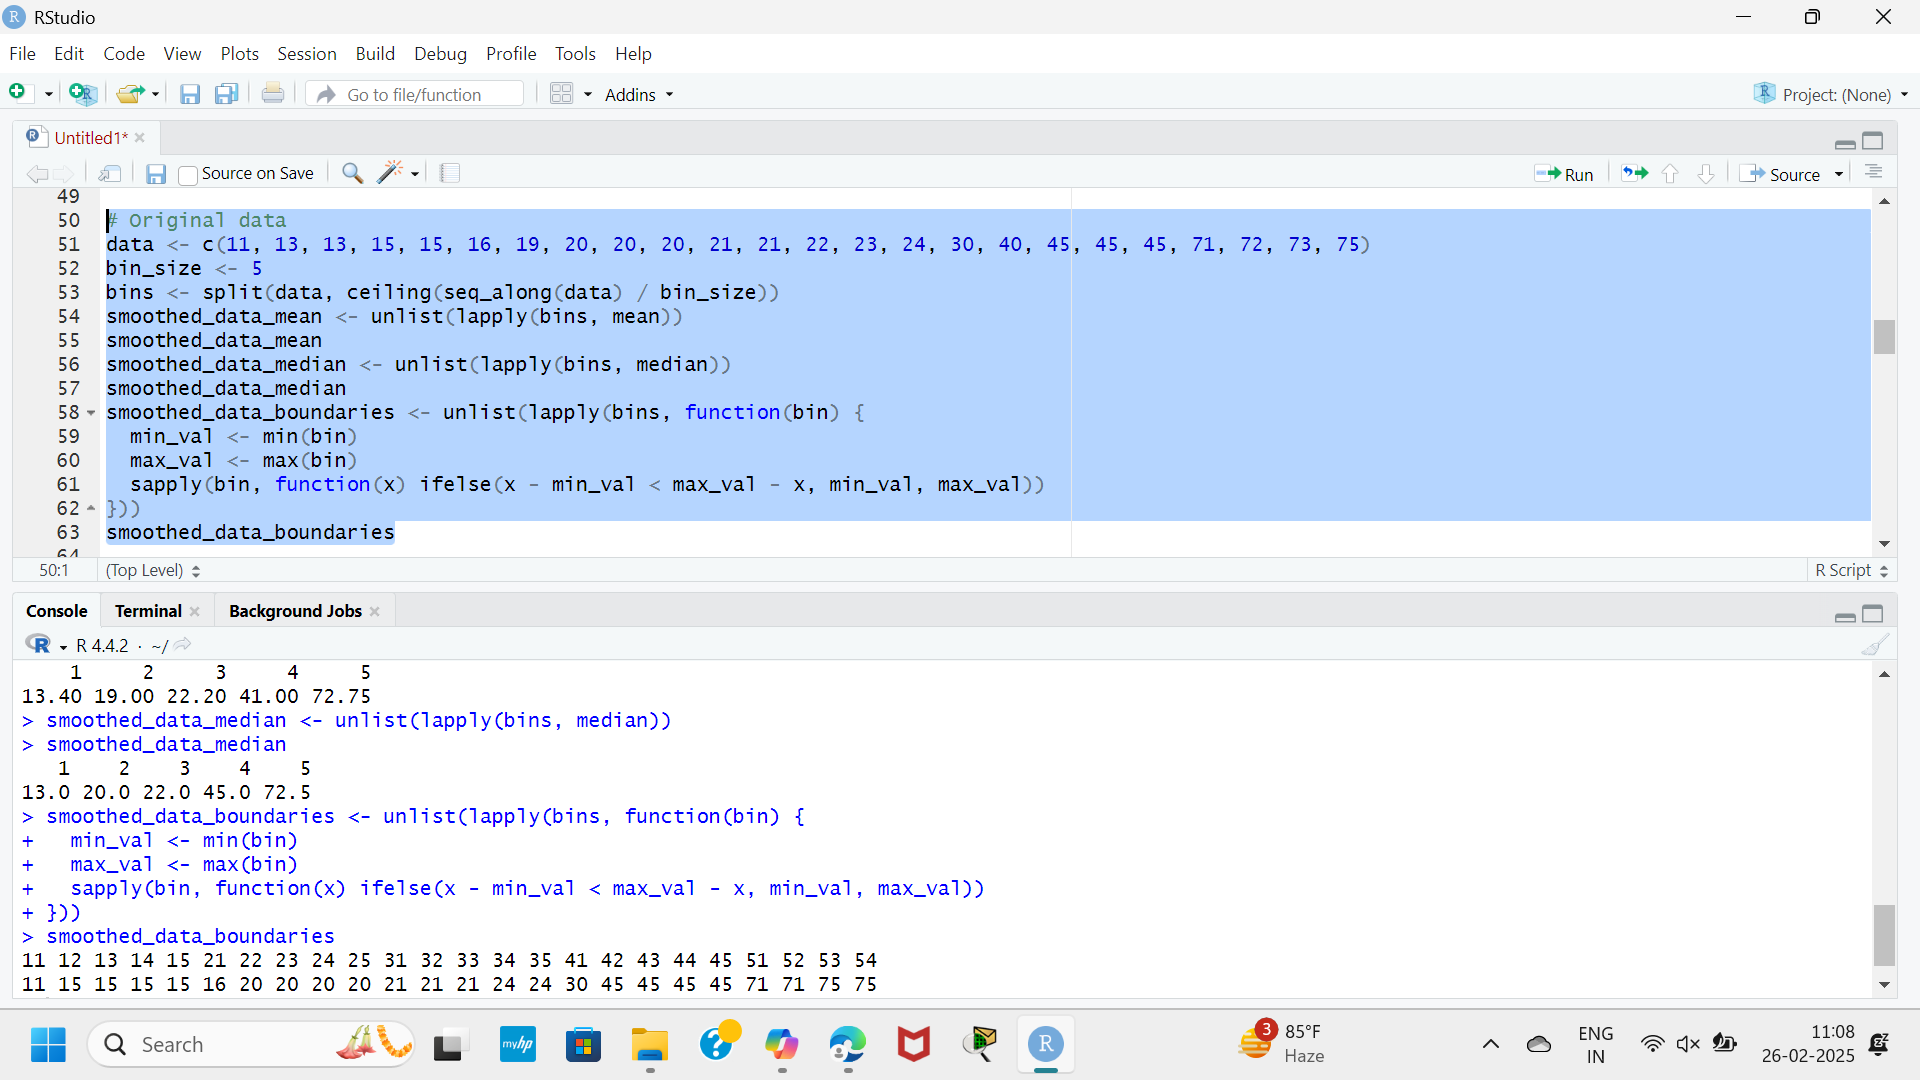 RStudio
File Edit Code View Plots Session Build Debug Profile Tools Help
Go to file/function Addins Project: (None)
Untitled1*
Source on Save Run Source
49
50 # Original data
51 data <- c(11, 13, 13, 15, 15, 16, 19, 20, 20, 20, 21, 21, 22, 23, 24, 30, 40, 45, 45, 45, 71, 72, 73, 75)
52 bin_size <- 5
53 bins <- split(data, ceiling(seq_along(data) / bin_size))
54 smoothed_data_mean <- unlist(lapply(bins, mean))
55 smoothed_data_mean
56 smoothed_data_median <- unlist(lapply(bins, median))
57 smoothed_data_median
58 smoothed_data_boundaries <- unlist(lapply(bins, function(bin) {
59   min_val <- min(bin)
60   max_val <- max(bin)
61   sapply(bin, function(x) ifelse(x - min_val < max_val - x, min_val, max_val))
62 }))
63 smoothed_data_boundaries
64
50:1 (Top Level) R Script
Console Terminal Background Jobs
R 4.4.2 · ~/
1 2 3 4 5
13.40 19.00 22.20 41.00 72.75
> smoothed_data_median <- unlist(lapply(bins, median))
> smoothed_data_median
1 2 3 4 5
13.0 20.0 22.0 45.0 72.5
> smoothed_data_boundaries <- unlist(lapply(bins, function(bin) {
+   min_val <- min(bin)
+   max_val <- max(bin)
+   sapply(bin, function(x) ifelse(x - min_val < max_val - x, min_val, max_val))
+ }))
> smoothed_data_boundaries
11 12 13 14 15 21 22 23 24 25 31 32 33 34 35 41 42 43 44 45 51 52 53 54
11 15 15 15 15 16 20 20 20 20 21 21 21 24 24 30 45 45 45 45 71 71 75 75
Search myhp R 3 85°F ENG 11:08
Haze IN 26-02-2025